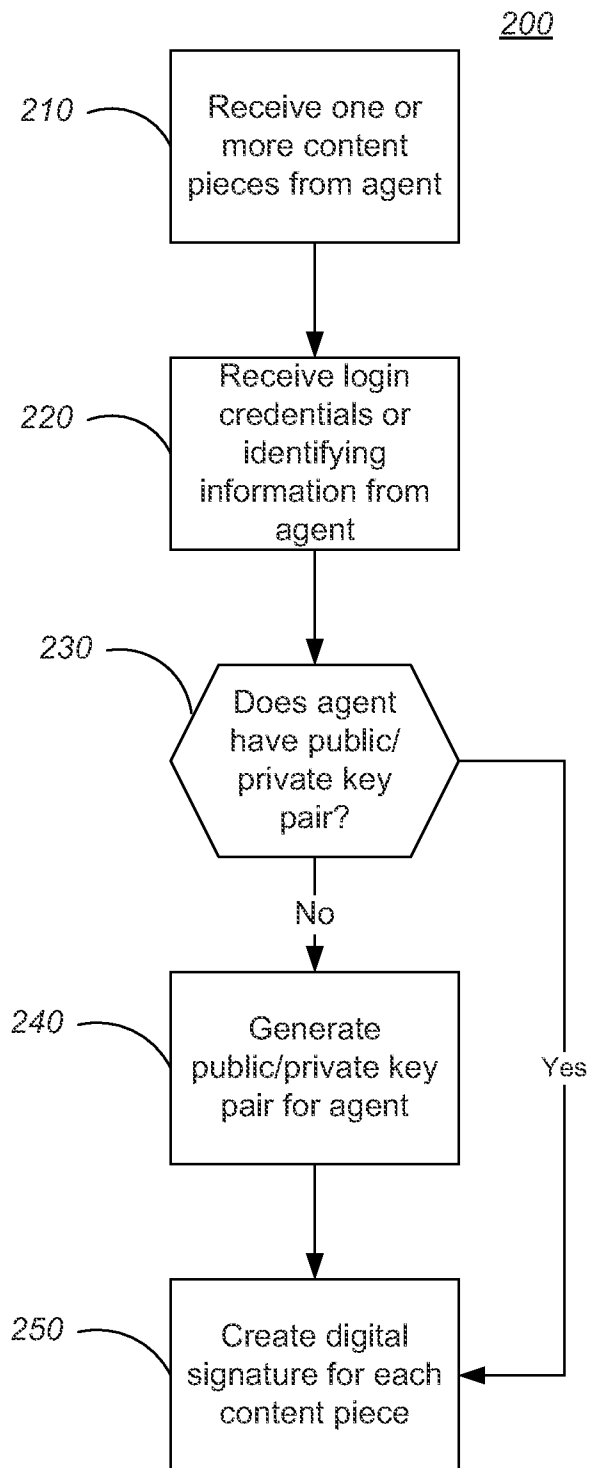 200
210
Receive one or
more content
pieces from agent
220
Receive login
credentials or
identifying
information from
agent
230
Does agent
have public/
private key
pair?
No
240
Generate
public/private key
pair for agent
Yes
250
Create digital
signature for each
content piece